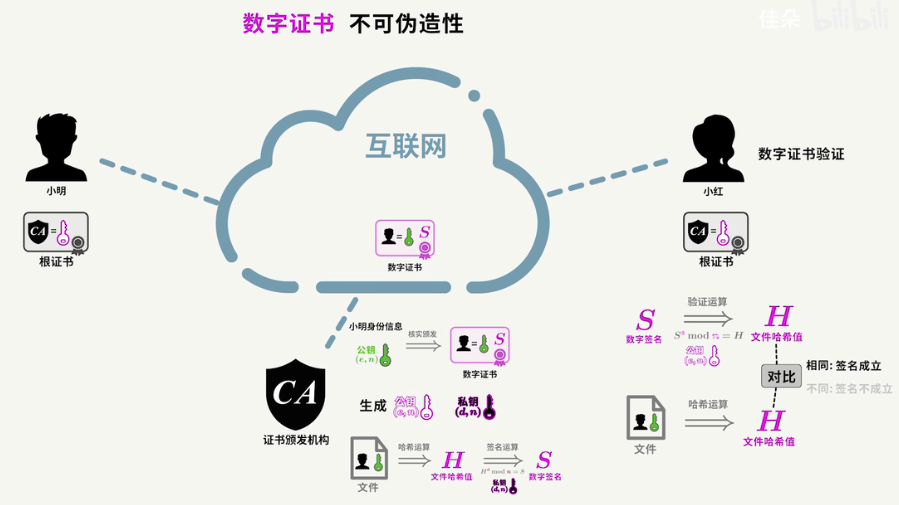 数字证书 不可伪造性
佳朵 bilibili
互联网
小明
CA =
根证书
= S
数字证书
小红
数字证书验证
CA =
根证书
小明身份信息
公钥
(e, n)
核实颁发
= S
数字证书
CA
证书颁发机构
生成
公钥
(e, n)
私钥
(d, n)
文件
哈希运算
H
文件哈希值
签名运算
H^d mod n = S
私钥
(d, n)
S
数字签名
S
数字签名
验证运算
S^e mod n = H
公钥
(e, n)
H
文件哈希值
对比
相同: 签名成立
不同: 签名不成立
文件
哈希运算
H
文件哈希值